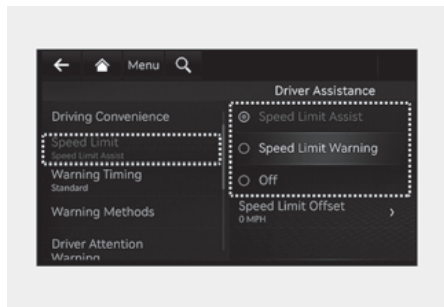 Menu
Driver Assistance
Driving Convenience
Speed Limit
Speed Limit Assist
Warning Timing
Standard
Warning Methods
Driver Attention
Warning
Speed Limit Assist
Speed Limit Warning
Off
Speed Limit Offset
0 MPH